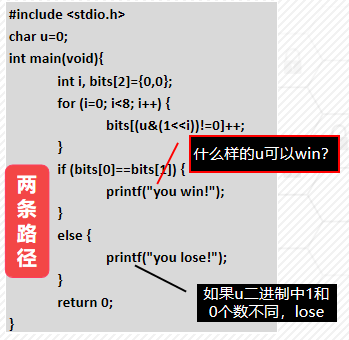 #include <stdio.h>
char u=0;
int main(void){
int i, bits[2]={0,0};
for (i=0; i<8; i++) {
bits[(u&(1<<i))!=0]++;
}
什么样的u可以win?
if (bits[0]==bits[1]) {
printf("you win!");
}
else {
printf("you lose!");
}
return 0;
}
两条路径
如果u二进制中1和
0个数不同，lose